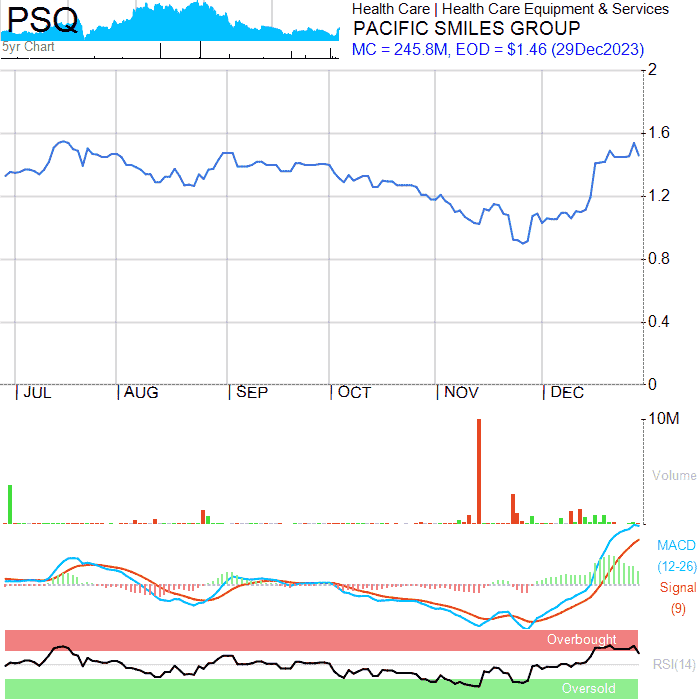 PSQ
5yr Chart
Health Care | Health Care Equipment & Services
PACIFIC SMILES GROUP
MC = 245.8M, EOD = $1.46 (29Dec2023)
2
1.6
1.2
0.8
0.4
0
JUL AUG SEP OCT NOV DEC
10M
Volume
MACD
(12-26)
Signal
(9)
Overbought
RSI(14)
Oversold